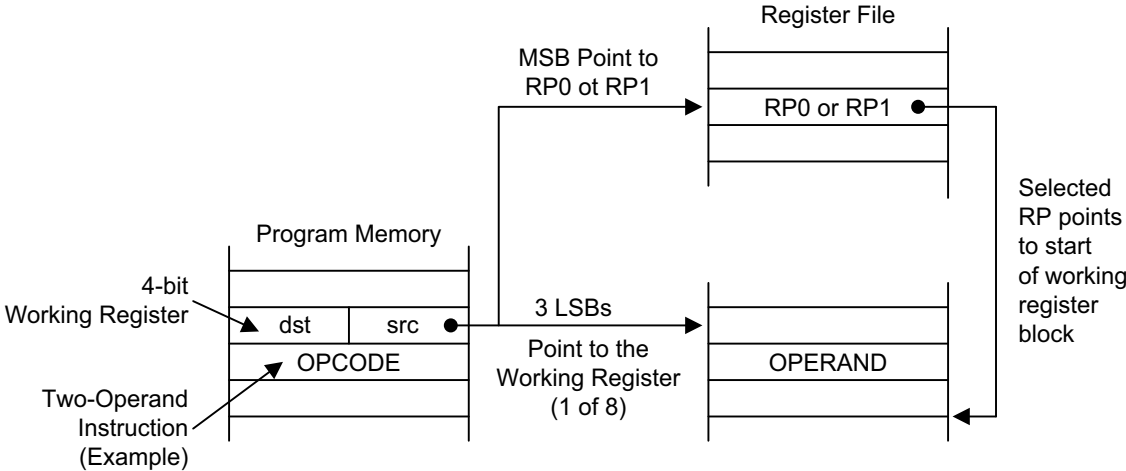 Register File
MSB Point to
RP0 ot RP1
RP0 or RP1
Selected
RP points
to start
of working
register
block
Program Memory
4-bit
Working Register
dst
src
3 LSBs
OPCODE
Point to the
Working Register
(1 of 8)
OPERAND
Two-Operand
Instruction
(Example)